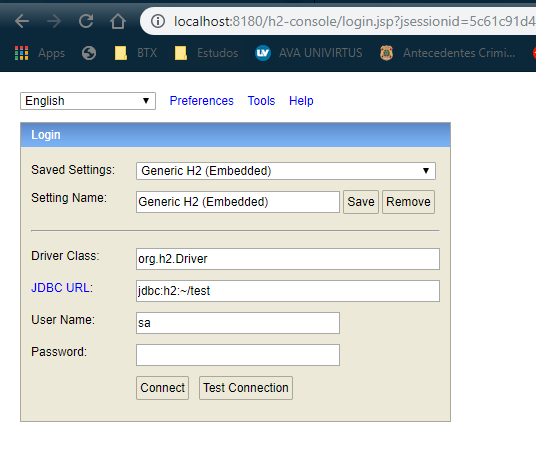 localhost:8180/h2-console/login.jsp?jsessionid=5c61c91d4
Apps BTX Estudos LV AVA UNIVIRTUS Antecedentes Crimi...
English Preferences Tools Help
Login
Saved Settings: Generic H2 (Embedded)
Setting Name: Generic H2 (Embedded) Save Remove
Driver Class: org.h2.Driver
JDBC URL: jdbc:h2:~/test
User Name: sa
Password:
Connect Test Connection